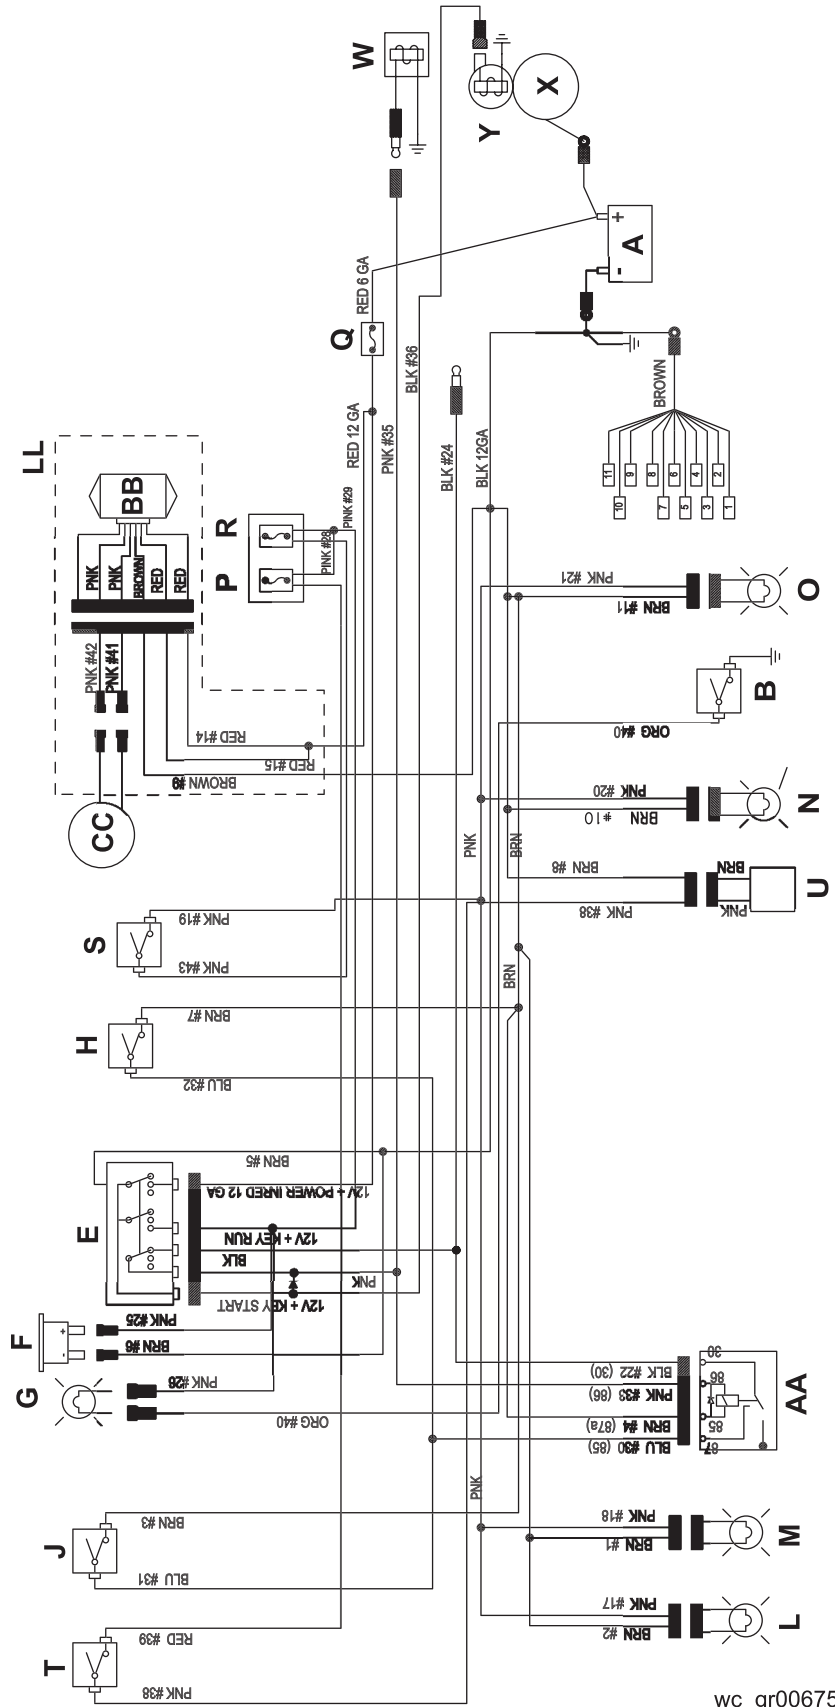 W
Y
X
A
+
-
RED 6 GA
Q
BLK #36
BROWN
LL
BB
RED 12 GA
PNK #35
BLK #24
BLK 12GA
R
P
PINK #29
PINK #28
PNK
PNK
BROWN
RED
RED
11
10
9
8
7
6
5
4
3
2
1
PNK #42
PNK #41
PNK #21
BRN #11
O
RED #14
RED #15
BROWN #9
ORG #40
B
CC
PNK #20
BRN #10
N
PNK
BRN
BRN #8
PNK #38
BRN
PNK
U
S
PNK #19
PNK #43
BRN
H
BRN #7
BLU #32
E
BRN #5
12V + POWER INRED 12 GA
12V + KEY RUN
BLK
PNK
12V + KEY START
F
+
-
PNK #25
BRN #6
G
PNK #26
ORG #40
BLK #22 (30)
PNK #33 (86)
BRN #4 (87a)
BLU #30 (85)
30
86
85
87
AA
PNK
J
BRN #3
BLU #31
PNK #18
BRN #1
M
T
RED #39
PNK #38
PNK #17
BRN #2
L
wc_gr00675